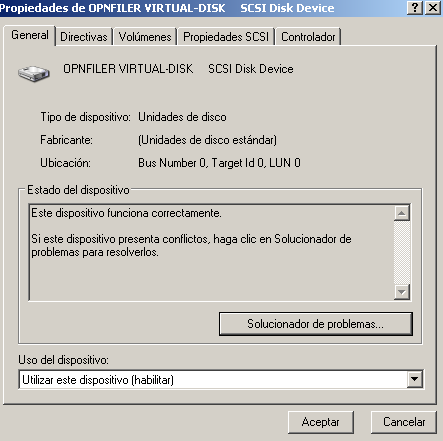 Propiedades de OPNFILER VIRTUAL-DISK SCSI Disk Device
General Directivas Volúmenes Propiedades SCSI Controlador
OPNFILER VIRTUAL-DISK SCSI Disk Device
Tipo de dispositivo: Unidades de disco
Fabricante: (Unidades de disco estándar)
Ubicación: Bus Number 0, Target Id 0, LUN 0
Estado del dispositivo
Este dispositivo funciona correctamente.
Si este dispositivo presenta conflictos, haga clic en Solucionador de
problemas para resolverlos.
Solucionador de problemas...
Uso del dispositivo:
Utilizar este dispositivo (habilitar)
Aceptar Cancelar